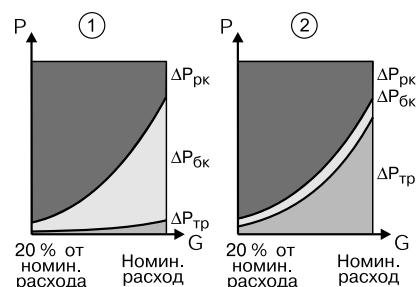 P
1
ΔPрк
ΔPбк
ΔPтр
G
20 % от
номин.
расхода
Номин.
расход
P
2
ΔPрк
ΔPбк
ΔPтр
G
20 % от
номин.
расхода
Номин.
расход